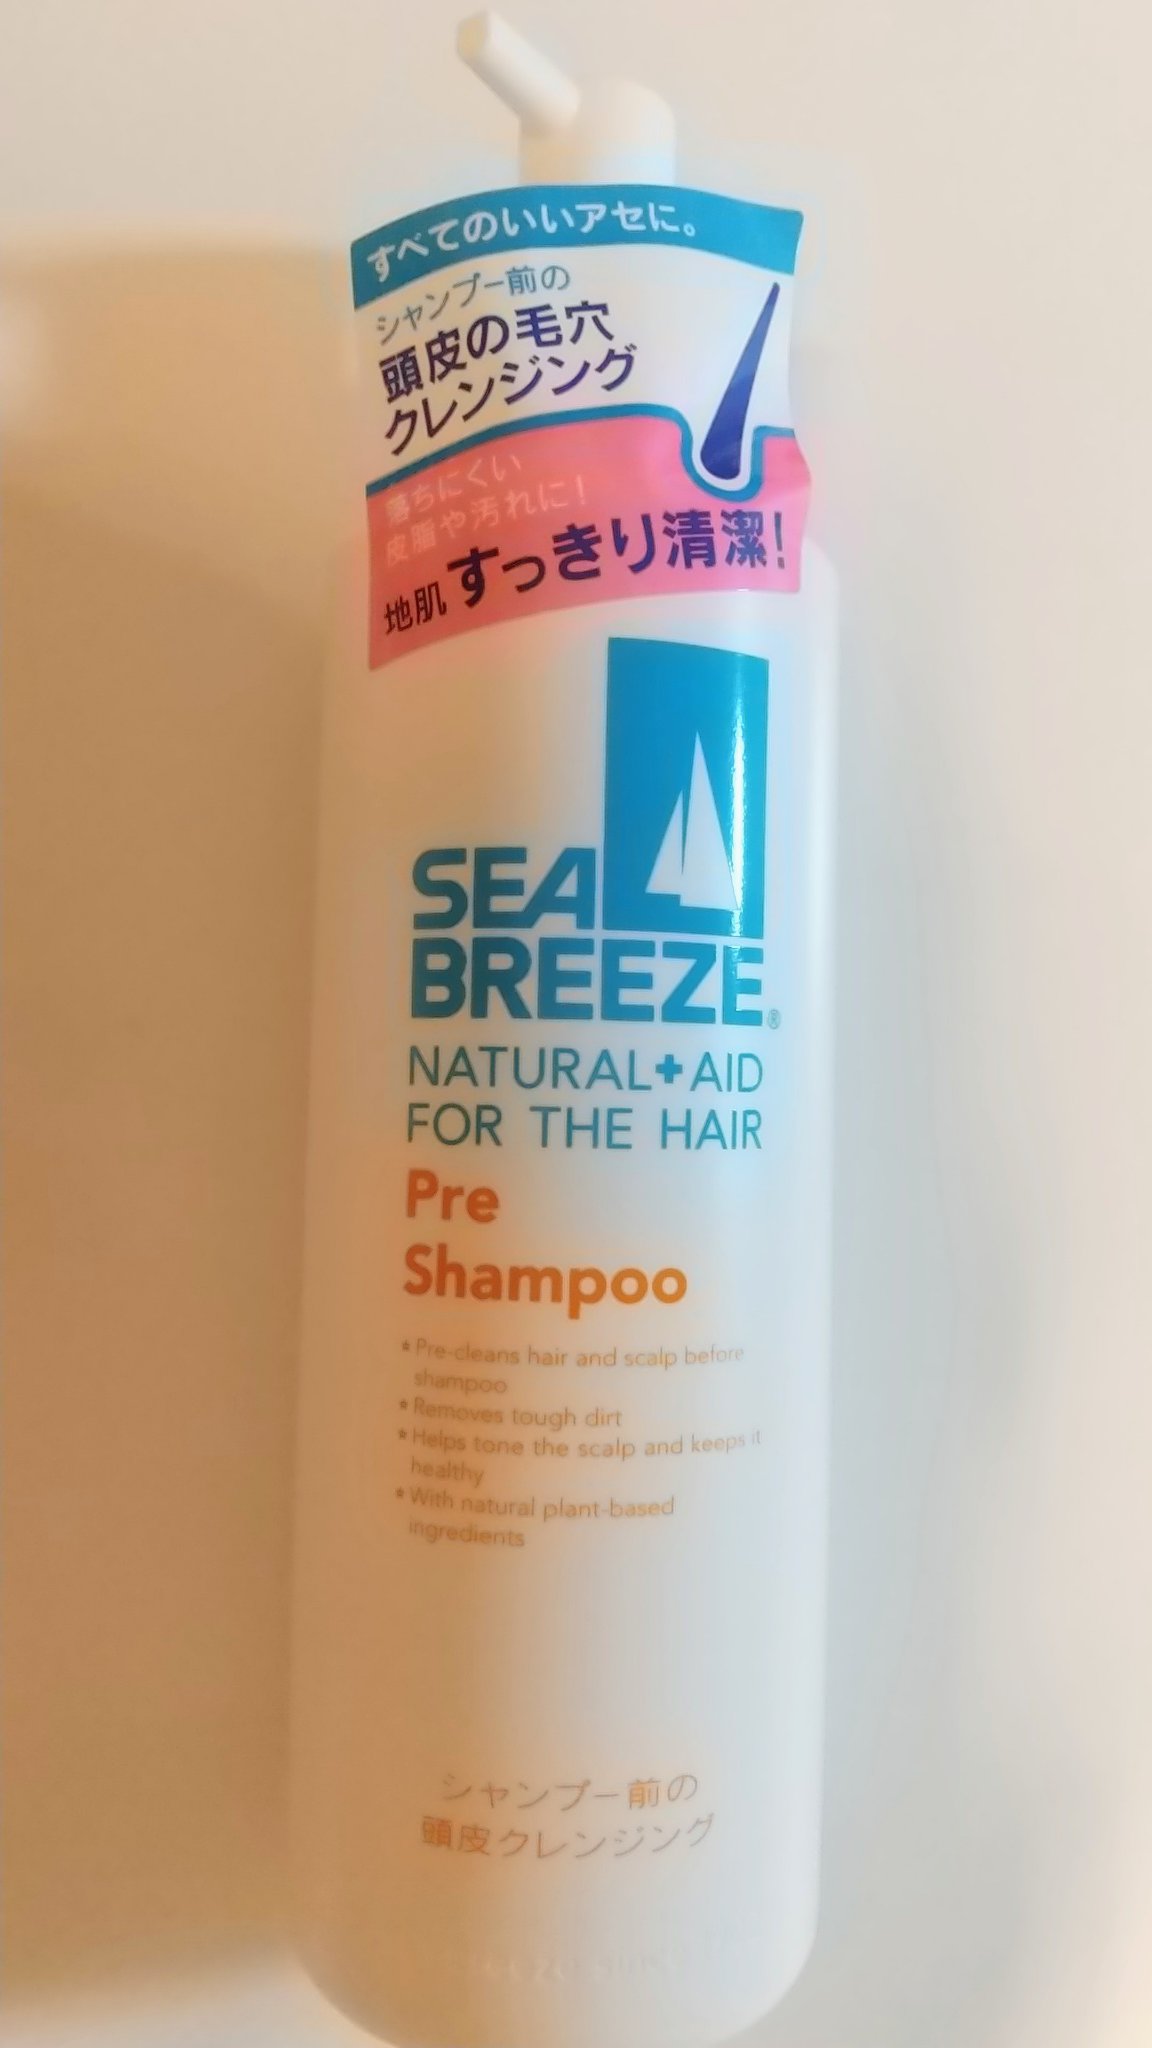 すべてのいいアセに。
シャンプー前の
頭皮の毛穴
クレンジング
落ちにくい
皮脂や汚れに!
地肌すっきり清潔!
SEA
BREEZE®
NATURAL+AID
FOR THE HAIR
Pre
Shampoo
*Pre-cleans hair and scalp before
shampoo
*Removes tough dirt
*Helps tone the scalp and keeps it
healthy
*With natural plant-based
ingredients
シャンプー前の
頭皮クレンジング